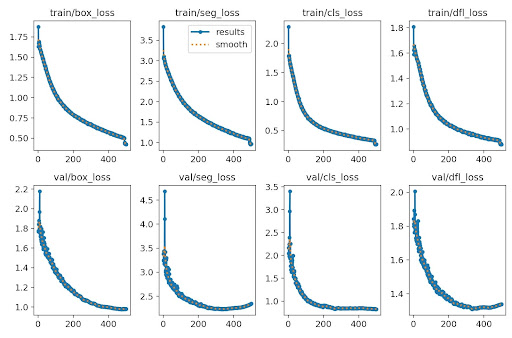 train/box_loss train/seg_loss train/cls_loss train/dfl_loss
1.75 3.5 2.0 1.8
1.50 3.0 1.6
1.25 2.5 1.5 1.4
1.00 2.0 1.0 1.2
0.75 1.5
0.50 1.0 0.5 1.0
results
smooth
0 200 400 0 200 400 0 200 400 0 200 400
val/box_loss val/seg_loss val/cls_loss val/dfl_loss
2.2 4.5 3.5 2.0
2.0 4.0 3.0
1.8 3.5 2.5 1.8
1.6 3.0 2.0
1.4 1.5 1.6
1.2 2.5 1.0 1.4
1.0
0 200 400 0 200 400 0 200 400 0 200 400